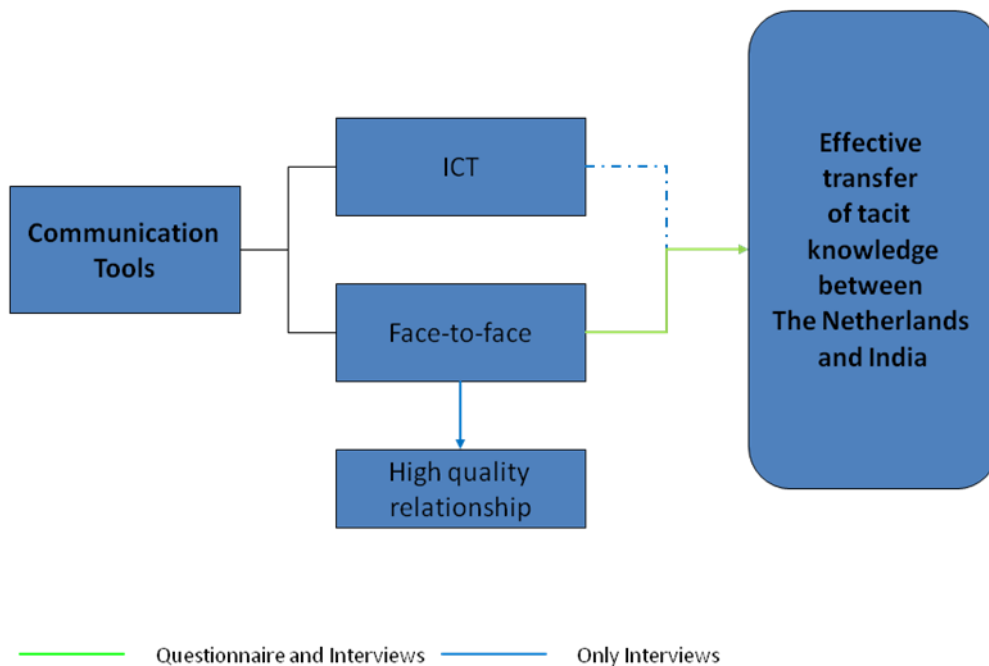 Communication
Tools
ICT
Face-to-face
High quality
relationship
Effective
transfer
of tacit
knowledge
between
The Netherlands
and India
Questionnaire and Interviews
Only Interviews